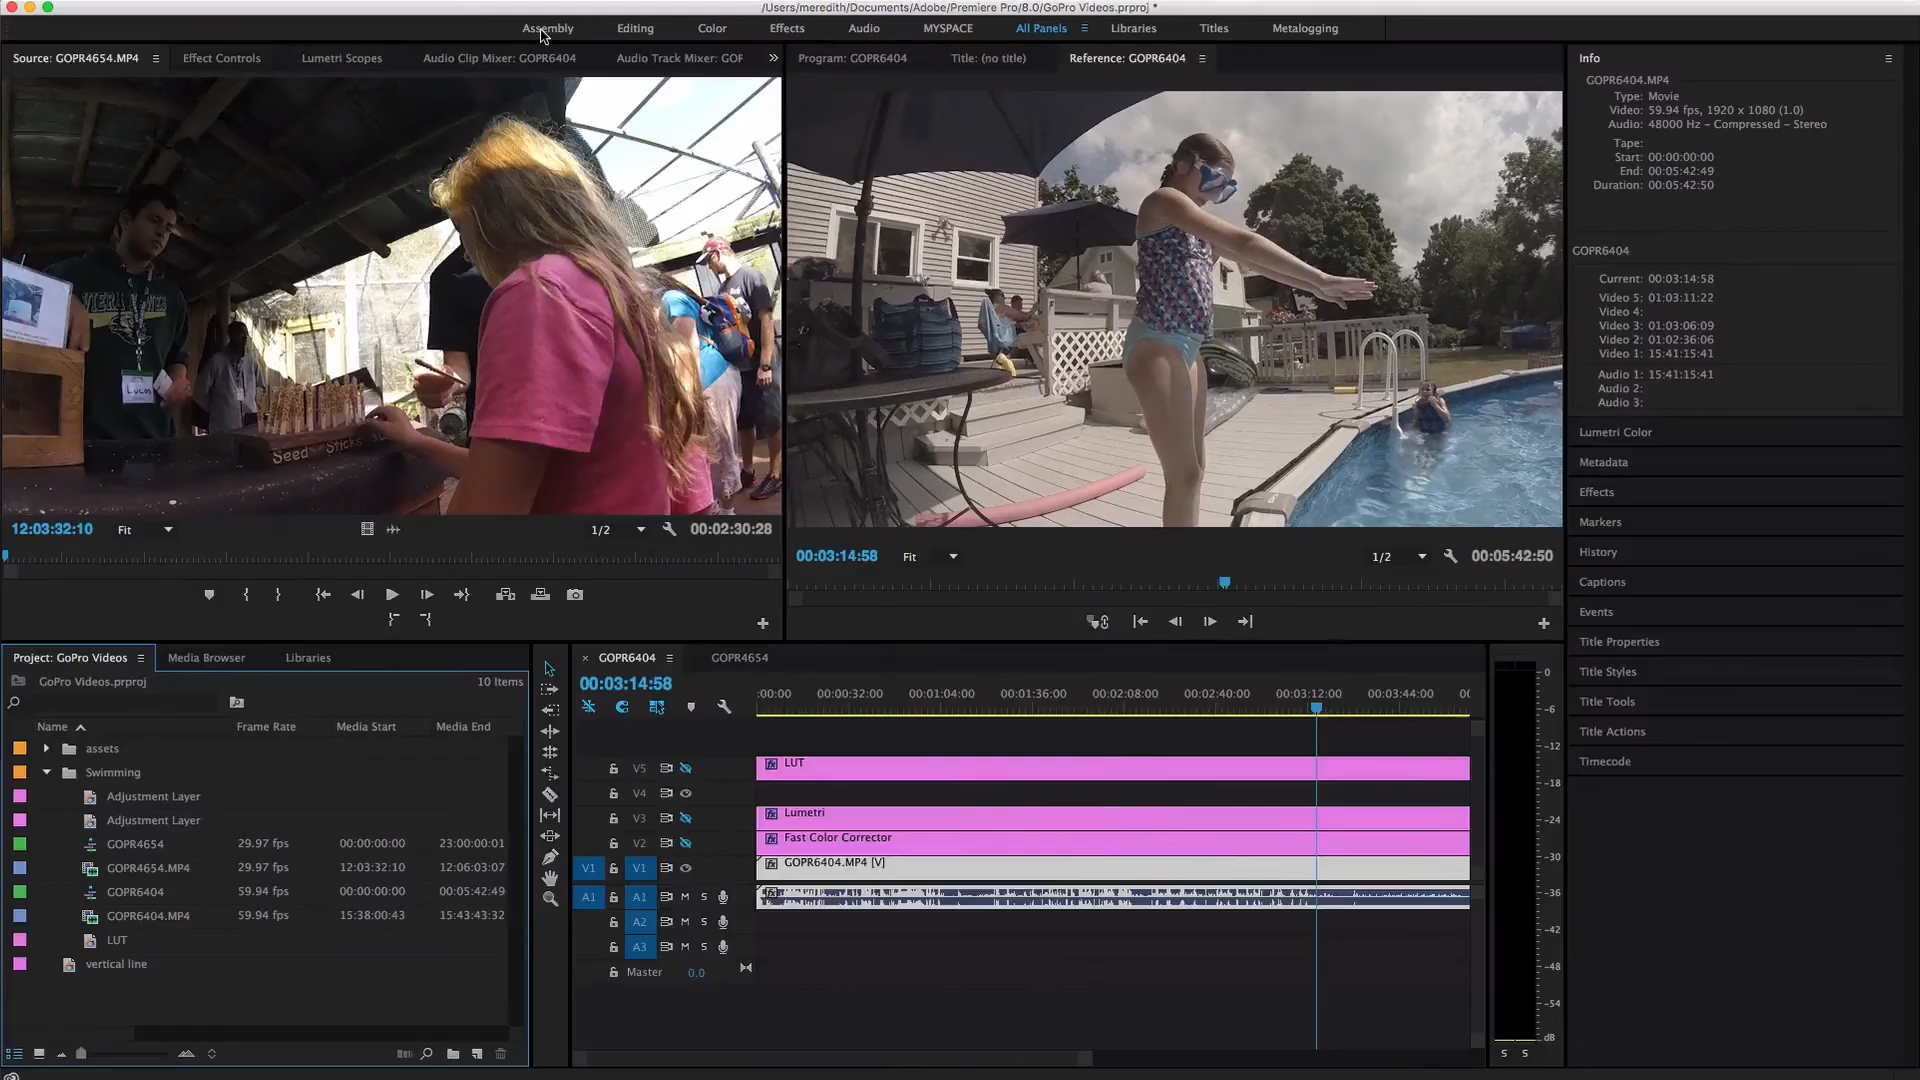 /Users/meredith/Documents/Adobe/Premiere Pro/8.0/GoPro Videos.prproj *
Assembly Editing Color Effects Audio MYSPACE All Panels Libraries Titles Metalogging
Source: GOPR4654.MP4 Effect Controls Lumetri Scopes Audio Clip Mixer: GOPR6404 Audio Track Mixer: GOF
Program: GOPR6404 Title: (no title) Reference: GOPR6404
Info
GOPR6404.MP4
Type: Movie
Video: 59.94 fps, 1920 x 1080 (1.0)
Audio: 48000 Hz - Compressed - Stereo
Tape:
Start: 00:00:00:00
End: 00:05:42:49
Duration: 00:05:42:50
GOPR6404
Current: 00:03:14:58
Video 5: 01:03:11:22
Video 4:
Video 3: 01:03:06:09
Video 2: 01:02:36:06
Video 1: 15:41:15:41
Audio 1: 15:41:15:41
Audio 2:
Audio 3:
Lumetri Color
Metadata
Effects
Markers
History
Captions
Events
Title Properties
Title Styles
Title Tools
Title Actions
Timecode
Lucas
Seed Sticks
12:03:32:10 Fit 1/2 00:02:30:28
00:03:14:58 Fit 1/2 00:05:42:50
Project: GoPro Videos Media Browser Libraries
GoPro Videos.prproj 10 Items
Name Frame Rate Media Start Media End
assets
Swimming
Adjustment Layer
Adjustment Layer
GOPR4654 29.97 fps 00:00:00:00 23:00:00:01
GOPR4654.MP4 29.97 fps 12:03:32:10 12:06:03:07
GOPR6404 59.94 fps 00:00:00:00 00:05:42:49
GOPR6404.MP4 59.94 fps 15:38:00:43 15:43:43:32
LUT
vertical line
× GOPR6404 GOPR4654
00:03:14:58
:00:00 00:00:32:00 00:01:04:00 00:01:36:00 00:02:08:00 00:02:40:00 00:03:12:00 00:03:44:00 00
V5 LUT
V4
V3 Lumetri
V2 Fast Color Corrector
V1 V1 GOPR6404.MP4 [V]
A1 A1 M S
A2 M S
A3 M S
Master 0.0
0
-6
-12
-18
-24
-30
-36
-42
-48
-54
dB
S S